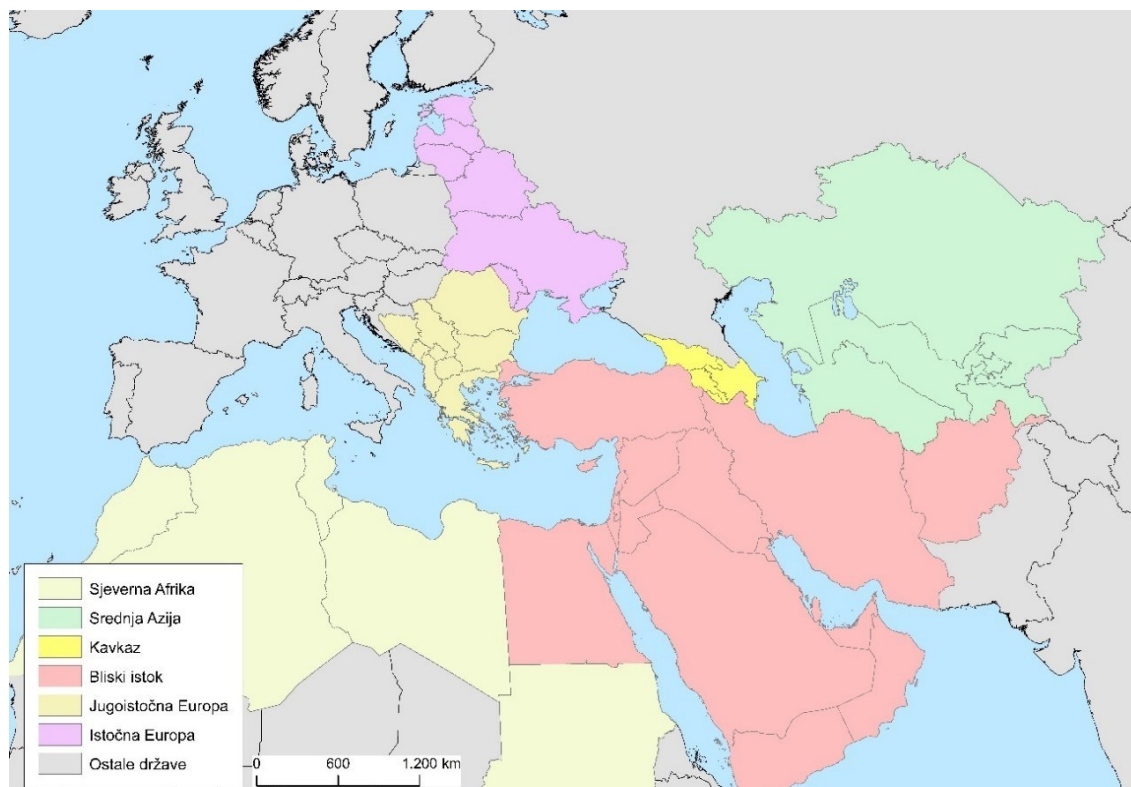 Sjeverna Afrika
Srednja Azija
Kavkaz
Bliski istok
Jugoistočna Europa
Istočna Europa
Ostale države
0 600 1.200 km